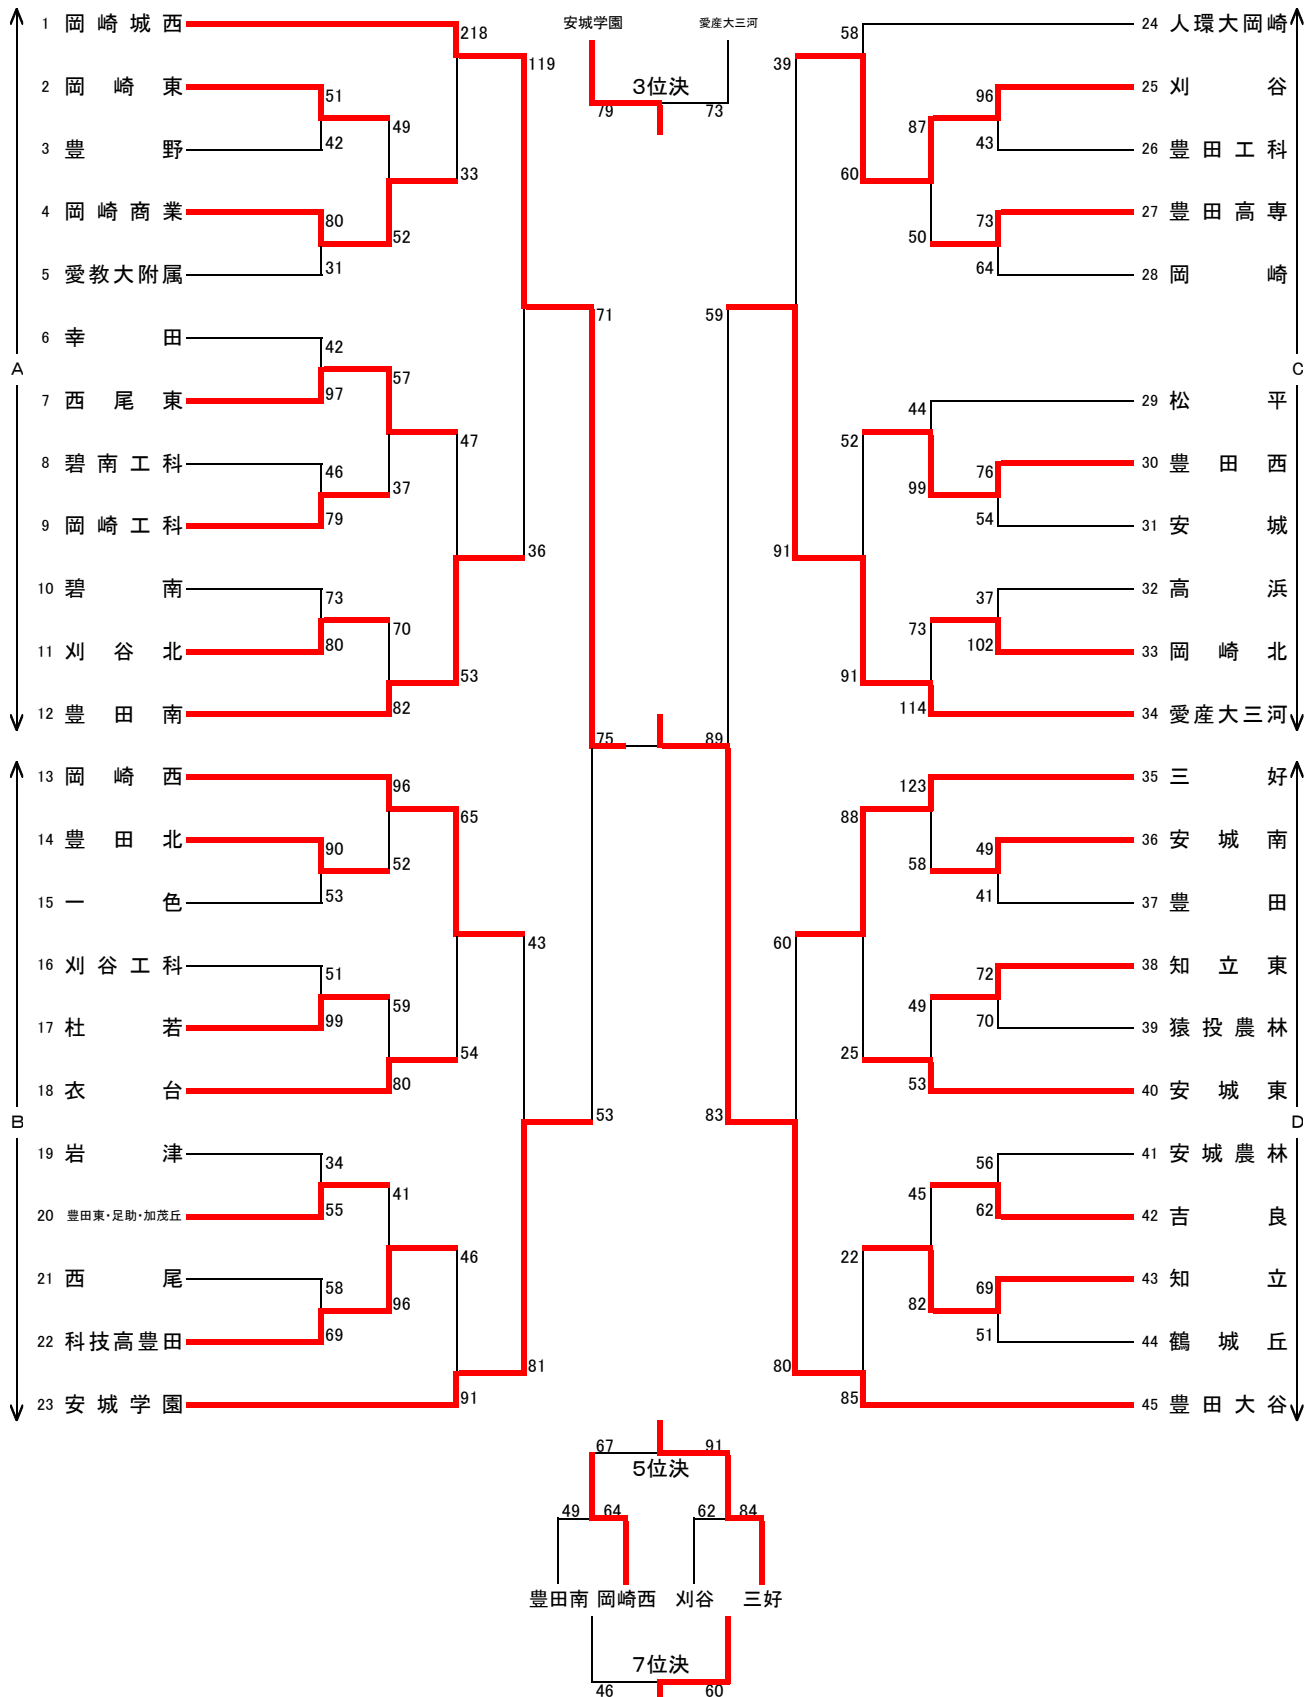 1 岡崎城西
218
2 岡崎東
51
3 豊野
42
49
119
4 岡崎商業
80
33
5 愛教大附属
31
52
6 幸田
42
7 西尾東
97
57
71
8 碧南工科
46
47
9 岡崎工科
79
37
10 碧南
73
36
11 刈谷北
80
70
12 豊田南
82
53
A
安城学園
愛産大三河
3位決
79
73
24 人環大岡崎
58
25 刈谷
96
39
26 豊田工科
43
87
27 豊田高専
73
60
28 岡崎
64
50
59
29 松平
44
30 豊田西
76
52
31 安城
54
99
32 高浜
37
91
33 岡崎北
102
73
34 愛産大三河
114
91
C
75
89
13 岡崎西
96
14 豊田北
90
65
15 一色
53
52
16 刈谷工科
51
43
17 杜若
99
59
18 衣台
80
54
19 岩津
34
53
20 豊田東・足助・加茂丘
55
41
21 西尾
58
46
22 科技高豊田
69
96
23 安城学園
91
81
B
35 三好
123
88
36 安城南
49
58
37 豊田
41
38 知立東
72
60
39 猿投農林
70
49
40 安城東
53
25
83
41 安城農林
56
42 吉良
62
45
43 知立
69
22
44 鶴城丘
51
82
45 豊田大谷
85
80
D
67
91
5位決
49
64
62
84
豊田南 岡崎西 刈谷 三好
7位決
46
60